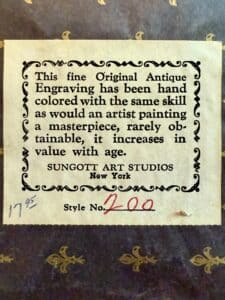 This fine Original Antique
Engraving has been hand
colored with the same skill
as would an artist painting
a masterpiece, rarely ob-
tainable, it increases in
value with age.
SUNGOTT ART STUDIOS
New York
17.95
Style No. 200